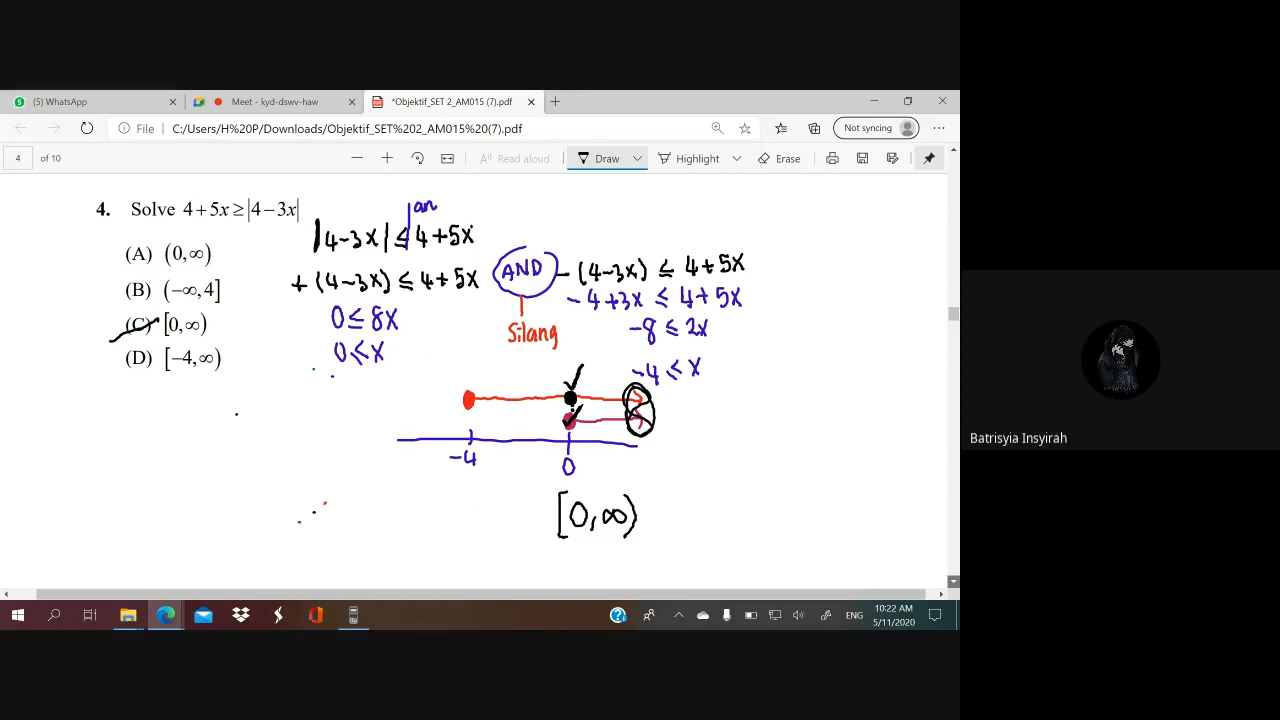 (5) WhatsApp
Meet - kyd-dswv-haw
*Objektif_SET 2_AM015 (7).pdf
File
C:/Users/H%20P/Downloads/Objektif_SET%202_AM015%20(7).pdf
Not syncing
4 of 10
Read aloud
Draw
Highlight
Erase
4. Solve 4 + 5x ≥ |4 − 3x|
(A) (0, ∞)
(B) (−∞, 4]
(C) [0, ∞)
(D) [−4, ∞)
an
|4-3x| ≤ 4+5x
+ (4-3x) ≤ 4+5x
0 ≤ 8x
0 ≤ x
AND
Silang
- (4-3x) ≤ 4+5x
-4+3x ≤ 4+5x
-8 ≤ 2x
-4 ≤ x
-4
0
[0, ∞)
Batrisyia Insyirah
ENG
10:22 AM
5/11/2020